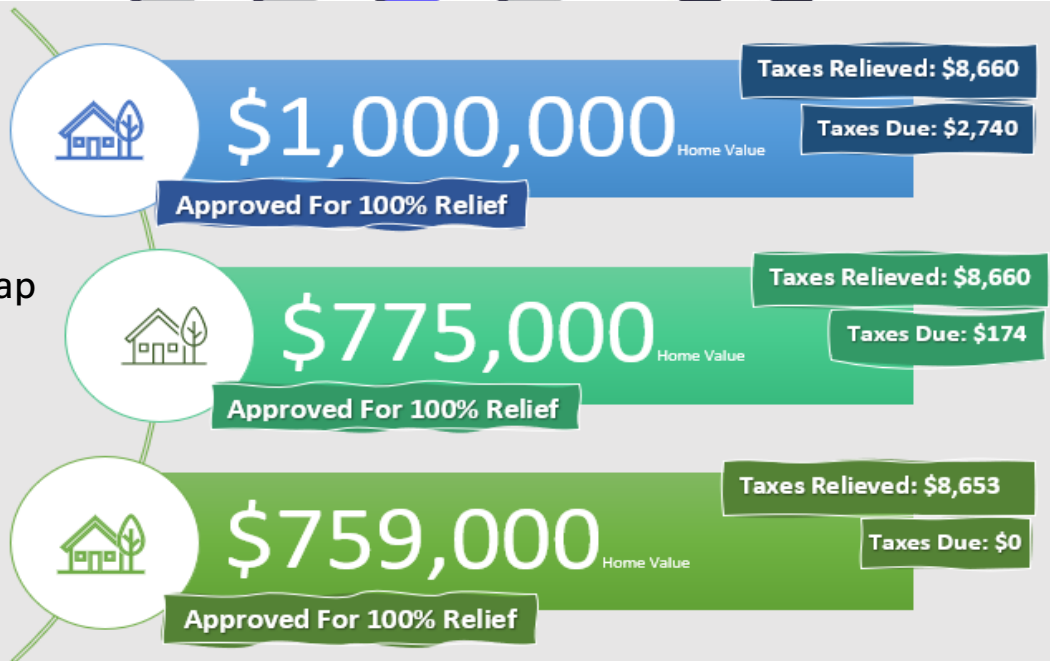 Taxes Relieved: $8,660
$1,000,000 Home Value
Taxes Due: $2,740
Approved For 100% Relief
ap
Taxes Relieved: $8,660
$775,000 Home Value
Taxes Due: $174
Approved For 100% Relief
Taxes Relieved: $8,653
$759,000 Home Value
Taxes Due: $0
Approved For 100% Relief